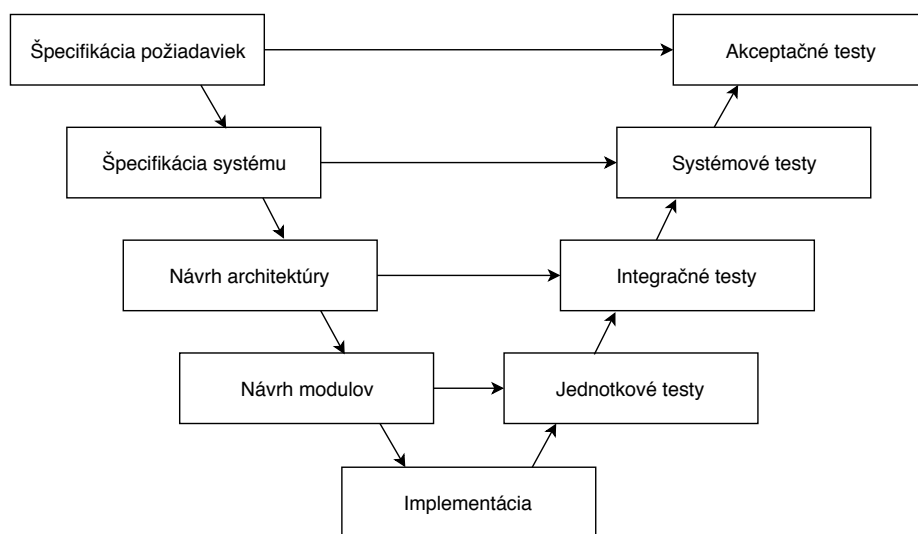 Špecifikácia požiadaviek
Akceptačné testy
Špecifikácia systému
Systémové testy
Návrh architektúry
Integračné testy
Návrh modulov
Jednotkové testy
Implementácia